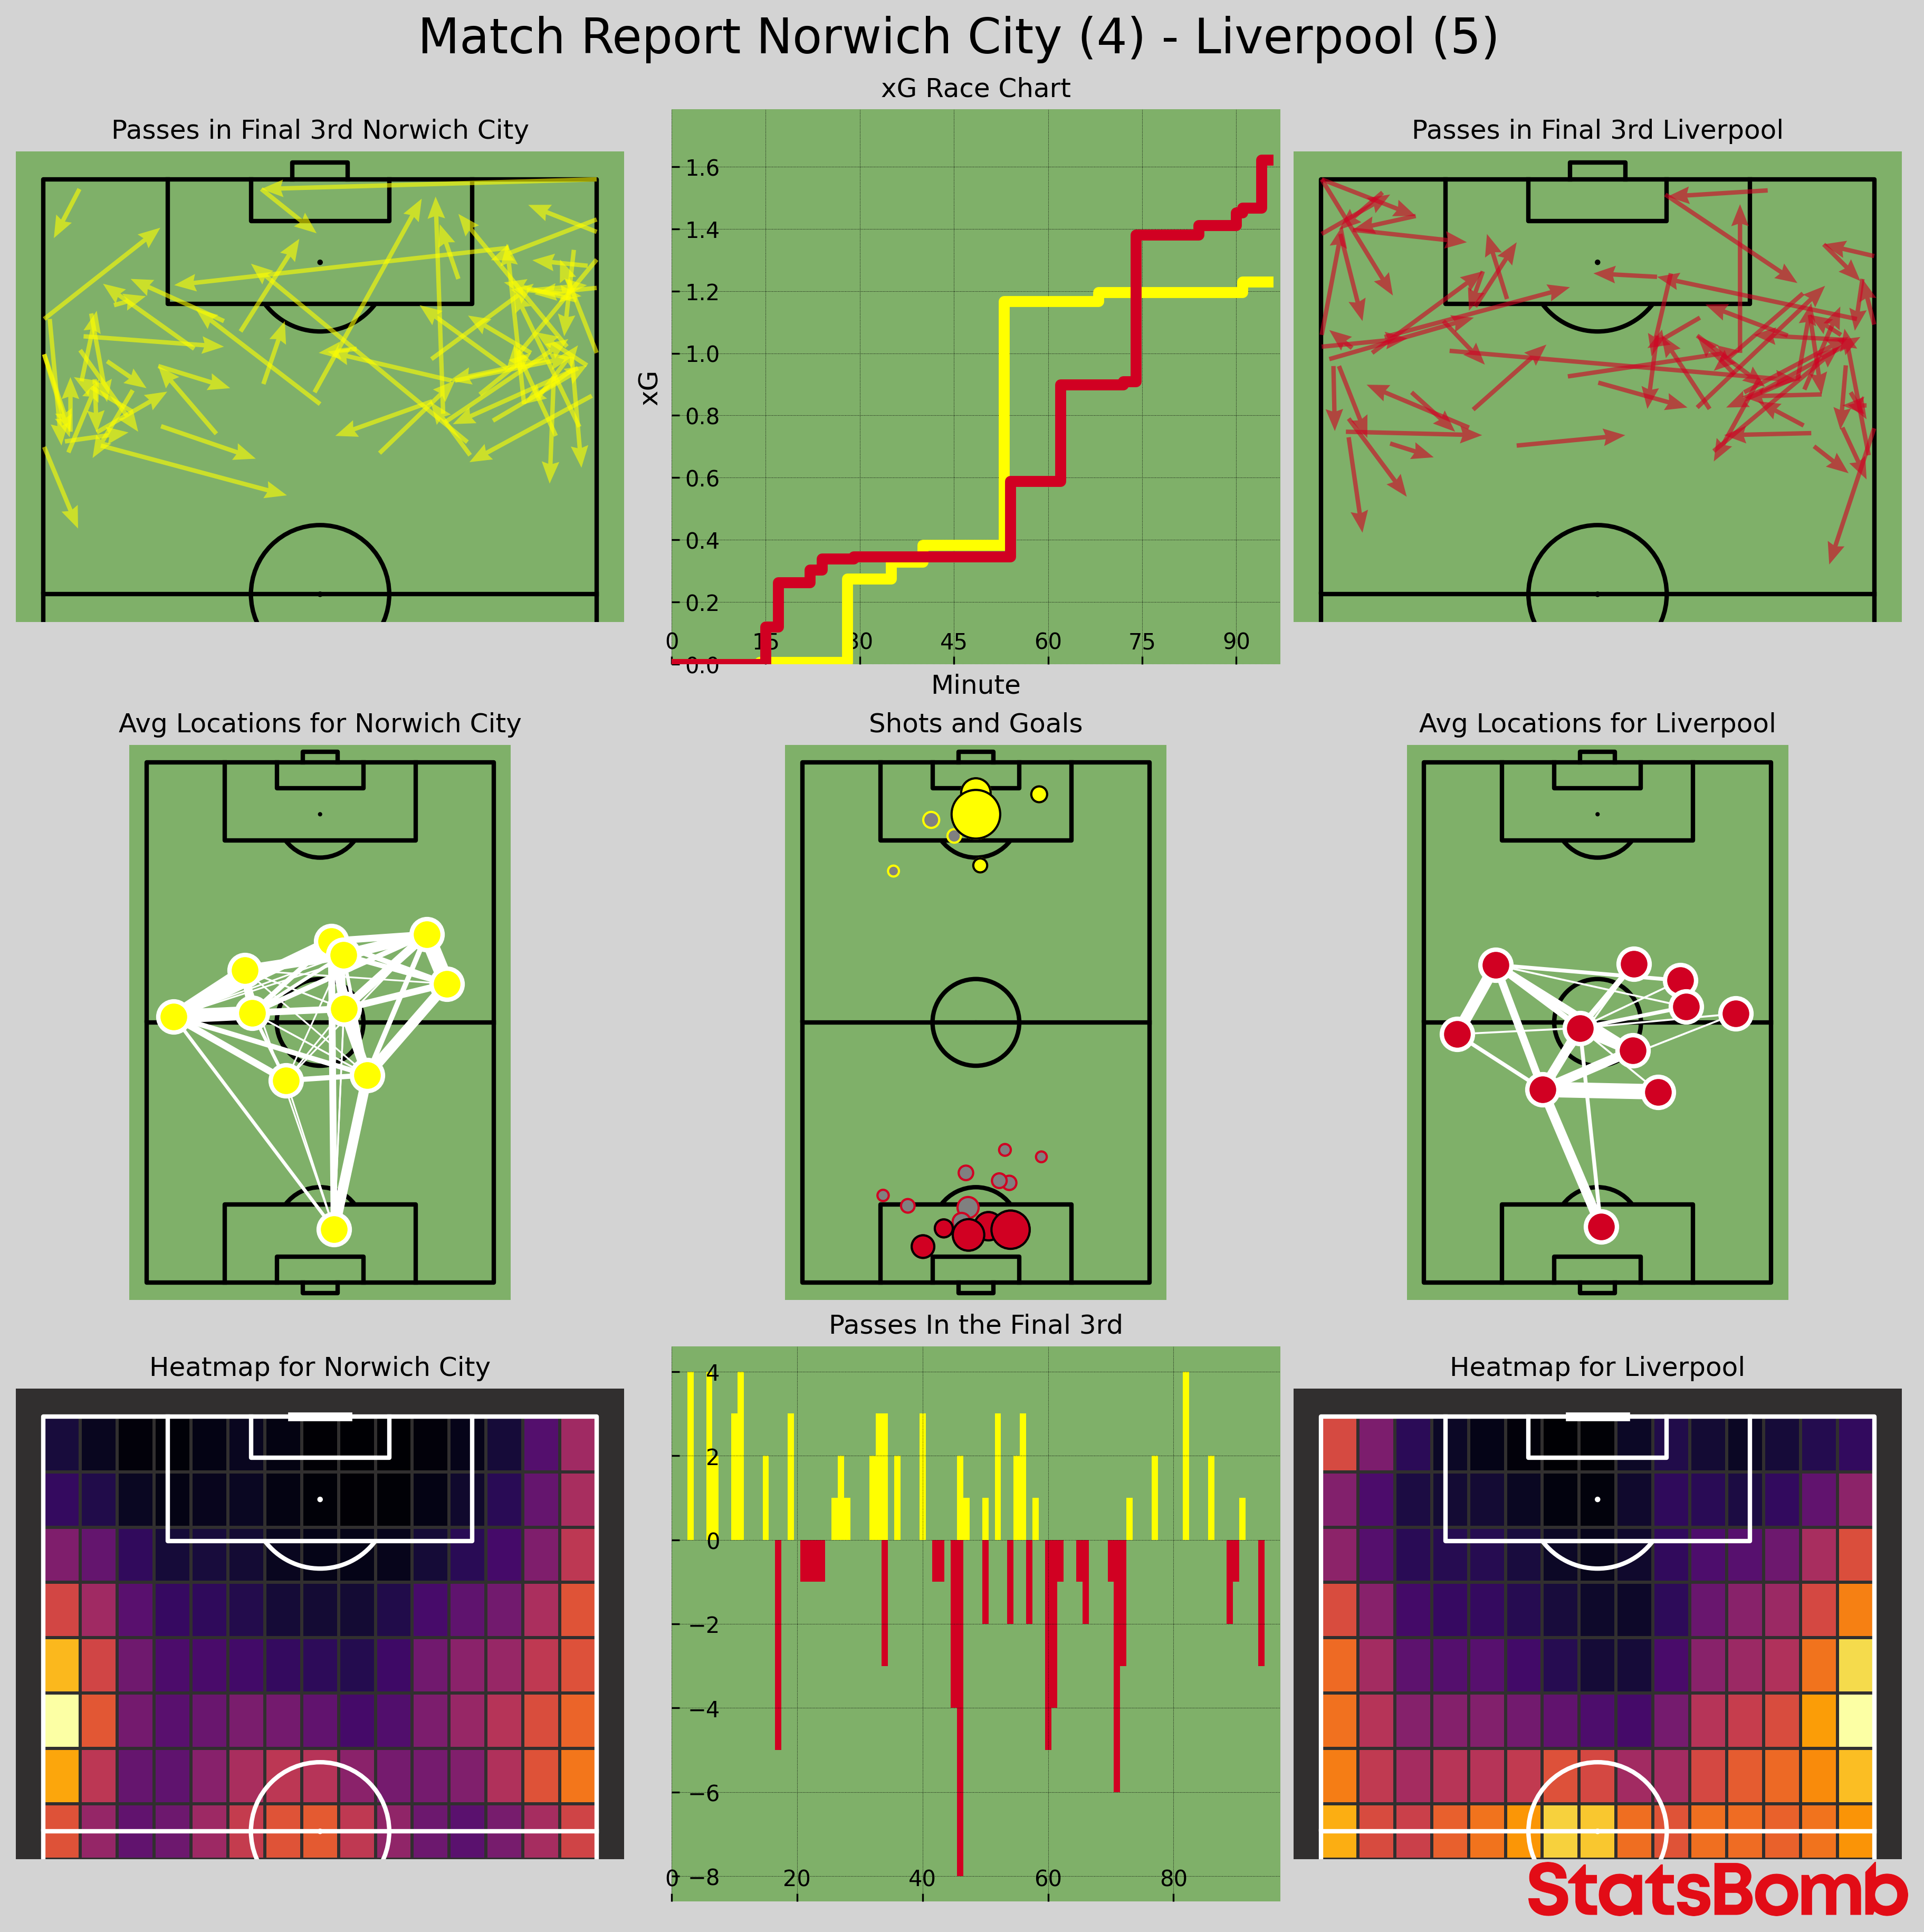 Match Report Norwich City (4) - Liverpool (5)
Passes in Final 3rd Norwich City
xG Race Chart
xG
1.6
1.4
1.2
1.0
0.8
0.6
0.4
0.2
0.0
0 15 30 45 60 75 90
Minute
Passes in Final 3rd Liverpool
Avg Locations for Norwich City
Shots and Goals
Avg Locations for Liverpool
Heatmap for Norwich City
Passes In the Final 3rd
4
2
0
−2
−4
−6
−8
0 20 40 60 80
Heatmap for Liverpool
StatsBomb